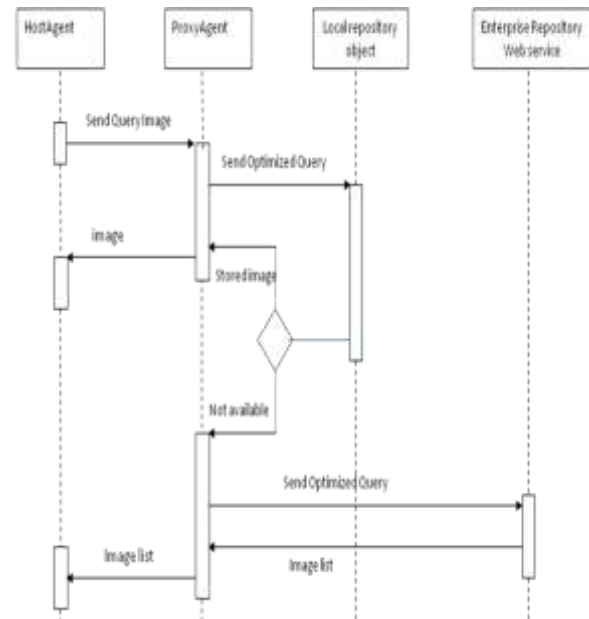 HostAgent
ProxyAgent
Local repository
object
Enterprise Repository
Web service
Send Query Image
Send Optimized Query
image
Stored image
Not available
Send Optimized Query
Image list
Image list